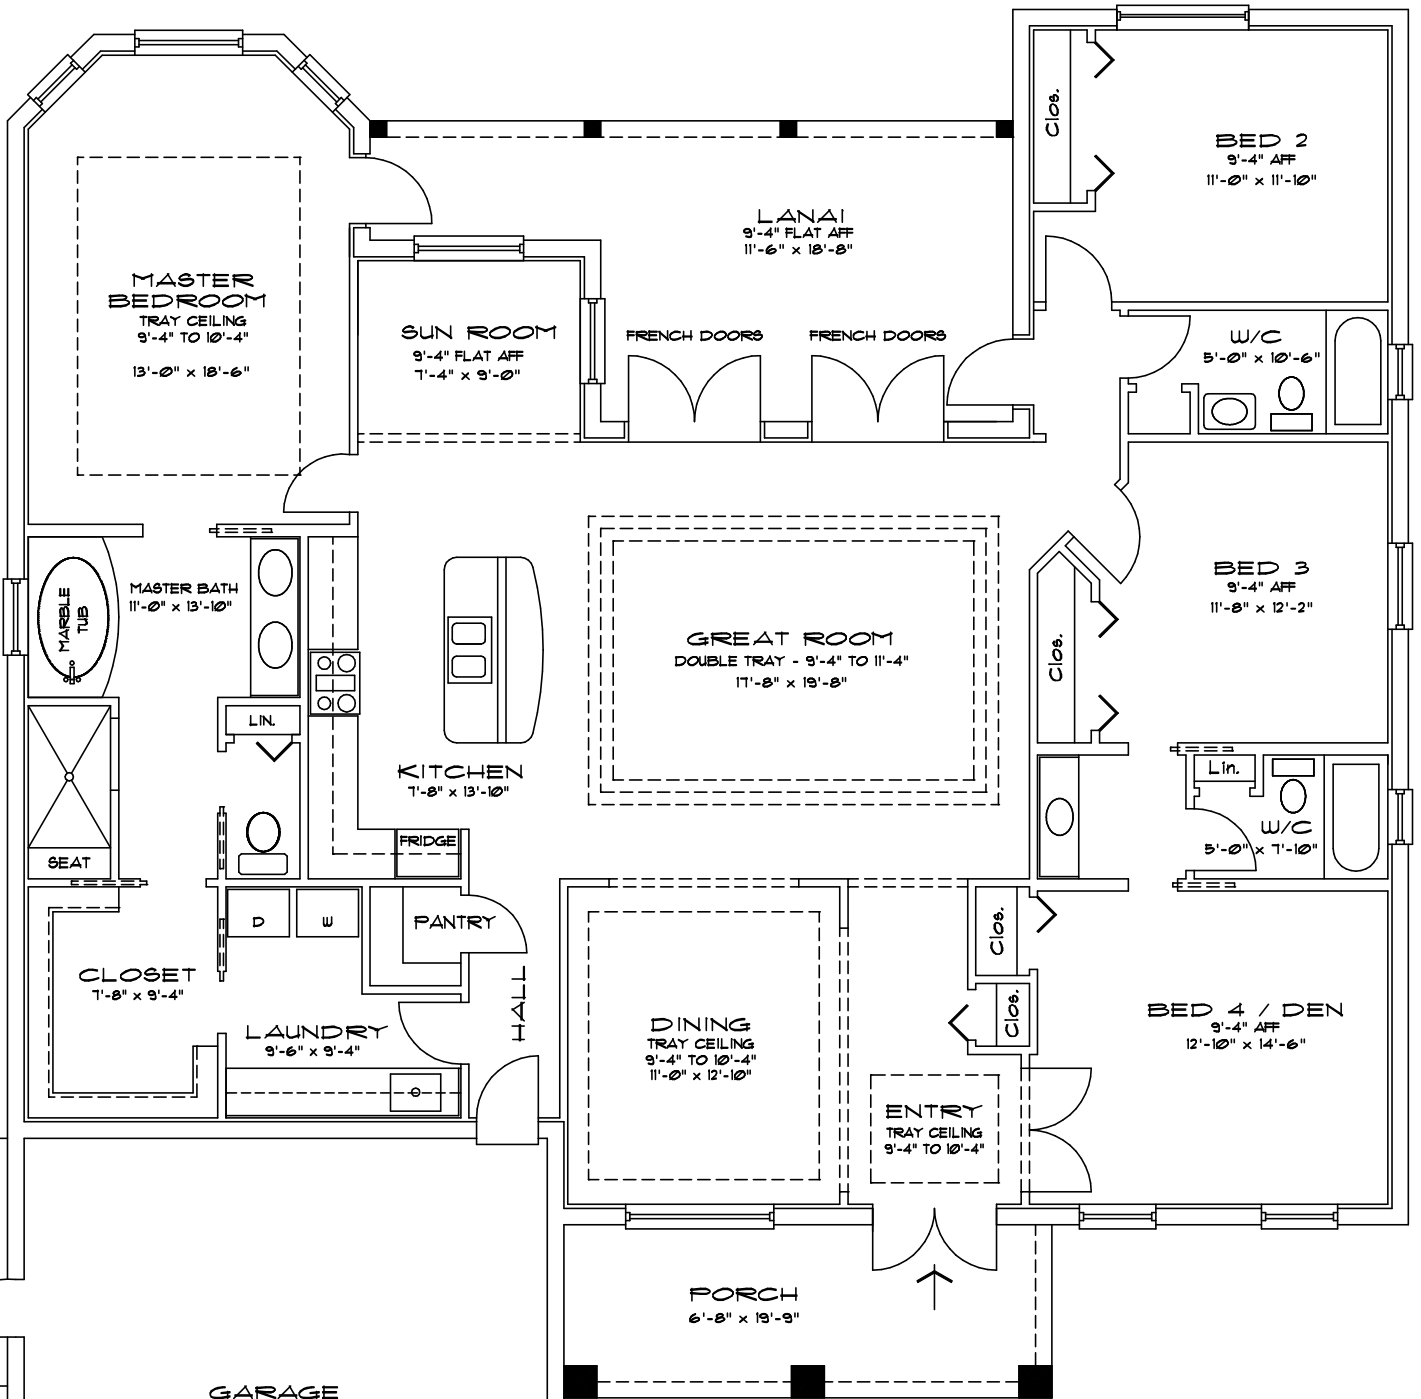 Clos.
BED 2
9'-4" AFF
11'-0" x 11'-10"
LANAI
9'-4" FLAT AFF
11'-6" x 18'-8"
MASTER
BEDROOM
TRAY CEILING
9'-4" TO 10'-4"
13'-0" x 18'-6"
SUN ROOM
9'-4" FLAT AFF
7'-4" x 9'-0"
FRENCH DOORS
FRENCH DOORS
W/C
5'-0" x 10'-6"
MARBLE
TUB
MASTER BATH
11'-0" x 13'-10"
GREAT ROOM
DOUBLE TRAY - 9'-4" TO 11'-4"
17'-8" x 19'-8"
BED 3
9'-4" AFF
11'-8" x 12'-2"
Clos.
LIN.
KITCHEN
7'-8" x 13'-10"
Lin.
W/C
5'-0" x 7'-10"
SEAT
FRIDGE
D
W
PANTRY
Clos.
CLOSET
7'-8" x 9'-4"
LAUNDRY
9'-6" x 9'-4"
HALL
DINING
TRAY CEILING
9'-4" TO 10'-4"
11'-0" x 12'-10"
Clos.
BED 4 / DEN
9'-4" AFF
12'-10" x 14'-6"
ENTRY
TRAY CEILING
9'-4" TO 10'-4"
PORCH
6'-8" x 19'-9"
GARAGE